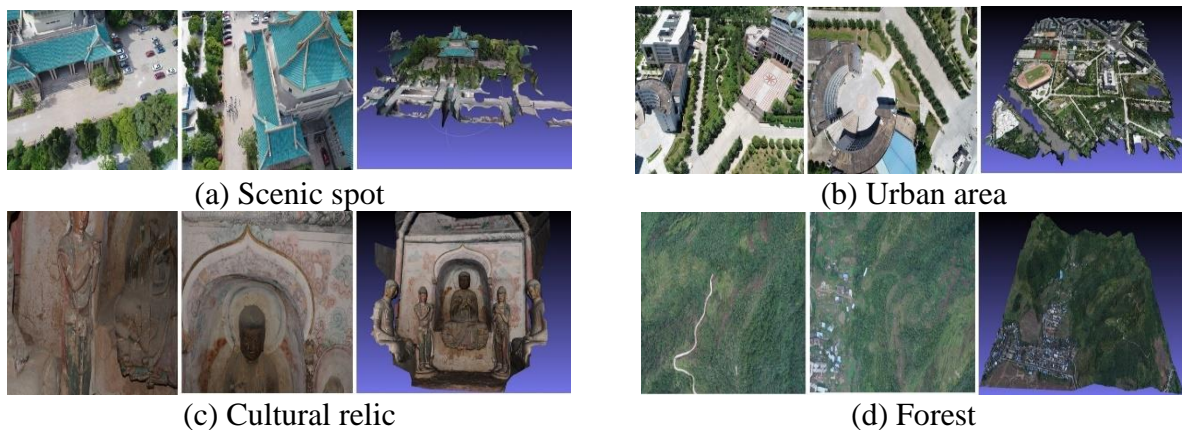 (a) Scenic spot
(b) Urban area
(c) Cultural relic
(d) Forest